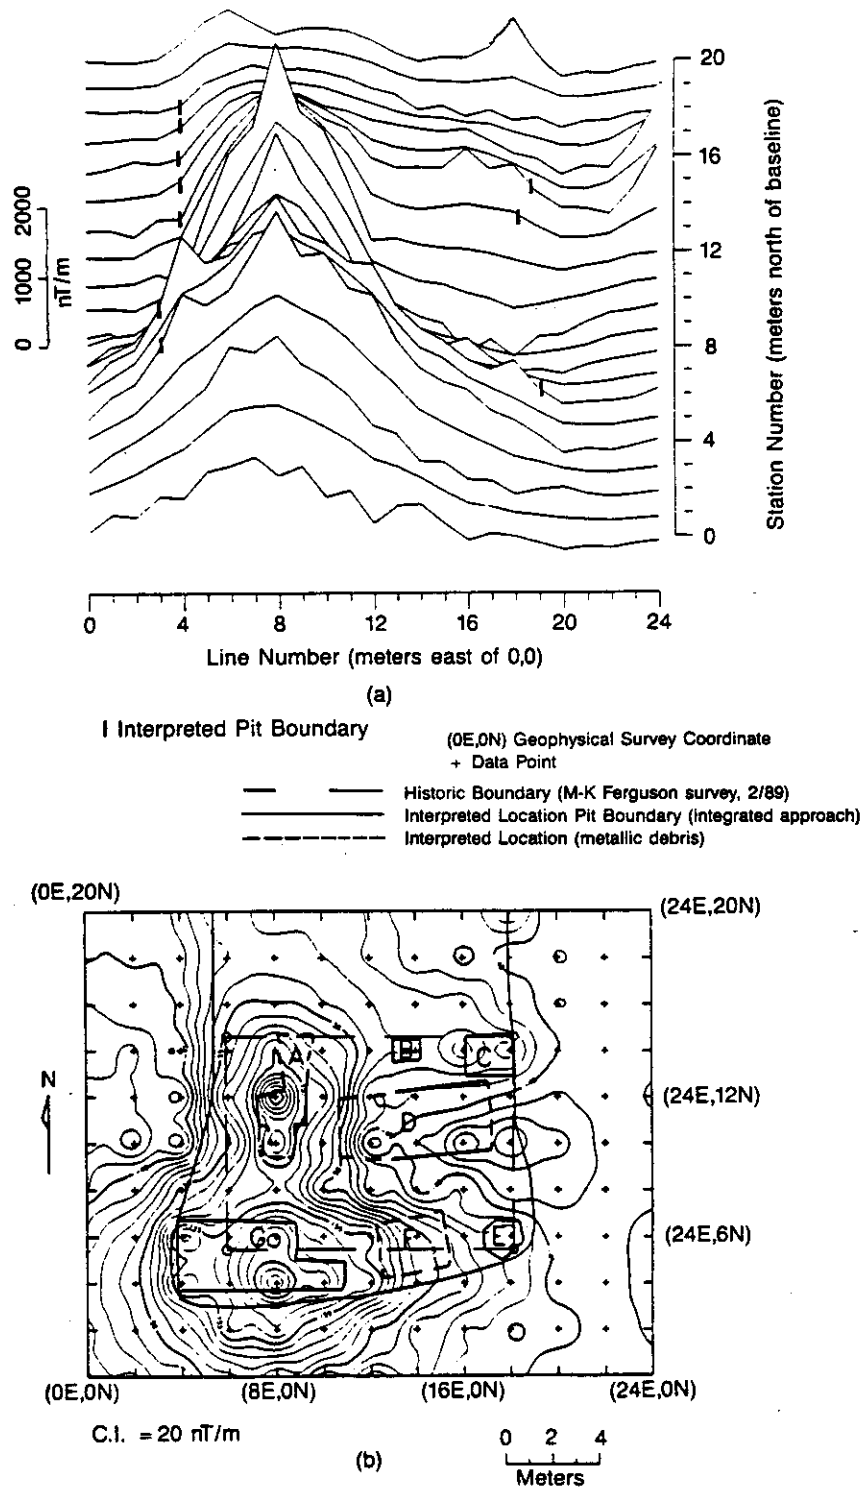 20
16
12
8
4
0
Station Number (meters north of baseline)
2000
1000
0
nT/m
0 4 8 12 16 20 24
Line Number (meters east of 0,0)
(a)
I Interpreted Pit Boundary
(0E,0N) Geophysical Survey Coordinate
+ Data Point
Historic Boundary (M-K Ferguson survey, 2/89)
Interpreted Location Pit Boundary (integrated approach)
Interpreted Location (metallic debris)
(0E,20N)
(24E,20N)
A
B
C
N
(24E,12N)
D
G
F
E
(24E,6N)
(0E,0N) (8E,0N) (16E,0N) (24E,0N)
C.I. = 20 nT/m
0 2 4
(b)
Meters